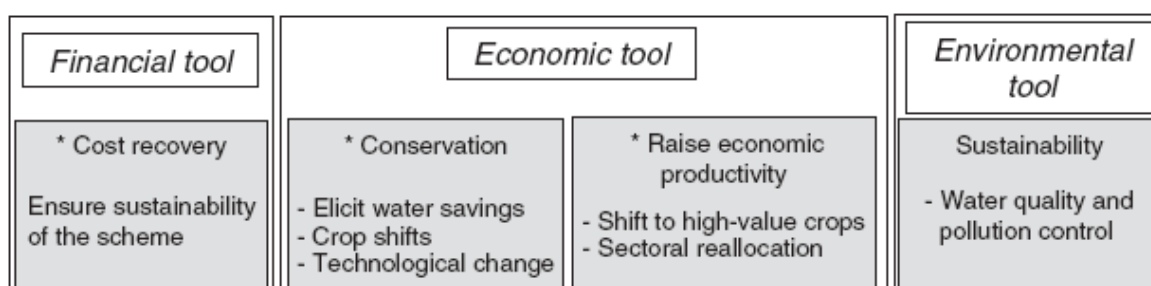 Financial tool
* Cost recovery
Ensure sustainability
of the scheme
Economic tool
* Conservation
- Elicit water savings
- Crop shifts
- Technological change
* Raise economic
productivity
- Shift to high-value crops
- Sectoral reallocation
Environmental
tool
Sustainability
- Water quality and
pollution control